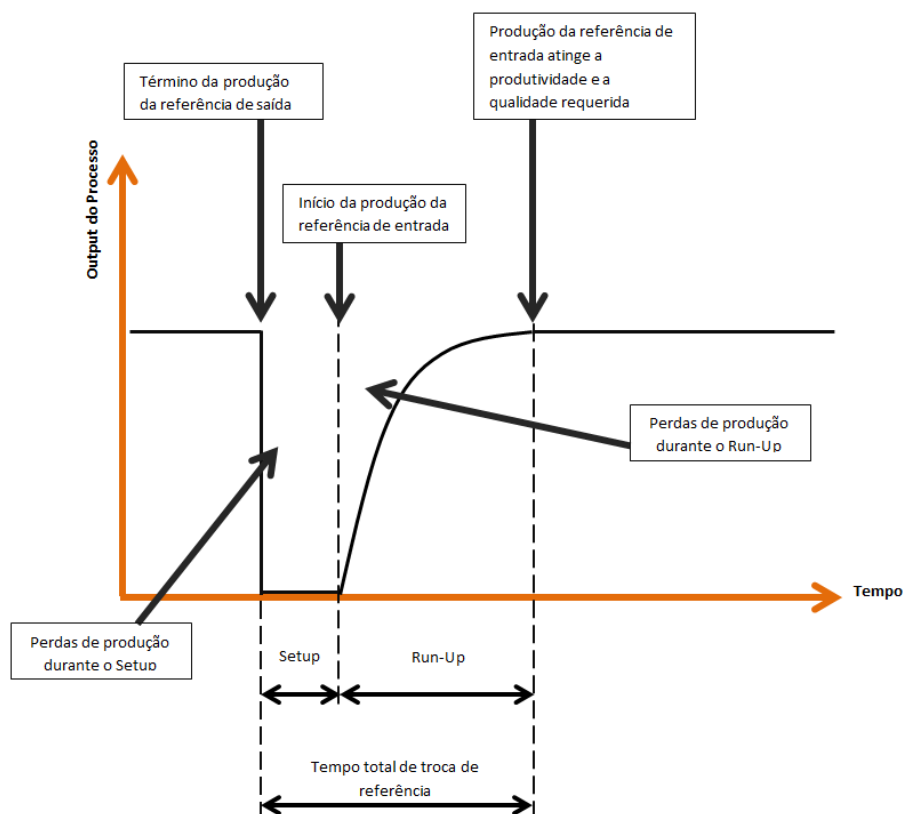 Produção da referência de
entrada atinge a
produtividade e a
qualidade requerida
Término da produção
da referência de saída
Início da produção da
referência de entrada
Output do Processo
Perdas de produção
durante o Run-Up
Tempo
Perdas de produção
durante o Setup
Setup
Run-Up
Tempo total de troca de
referência